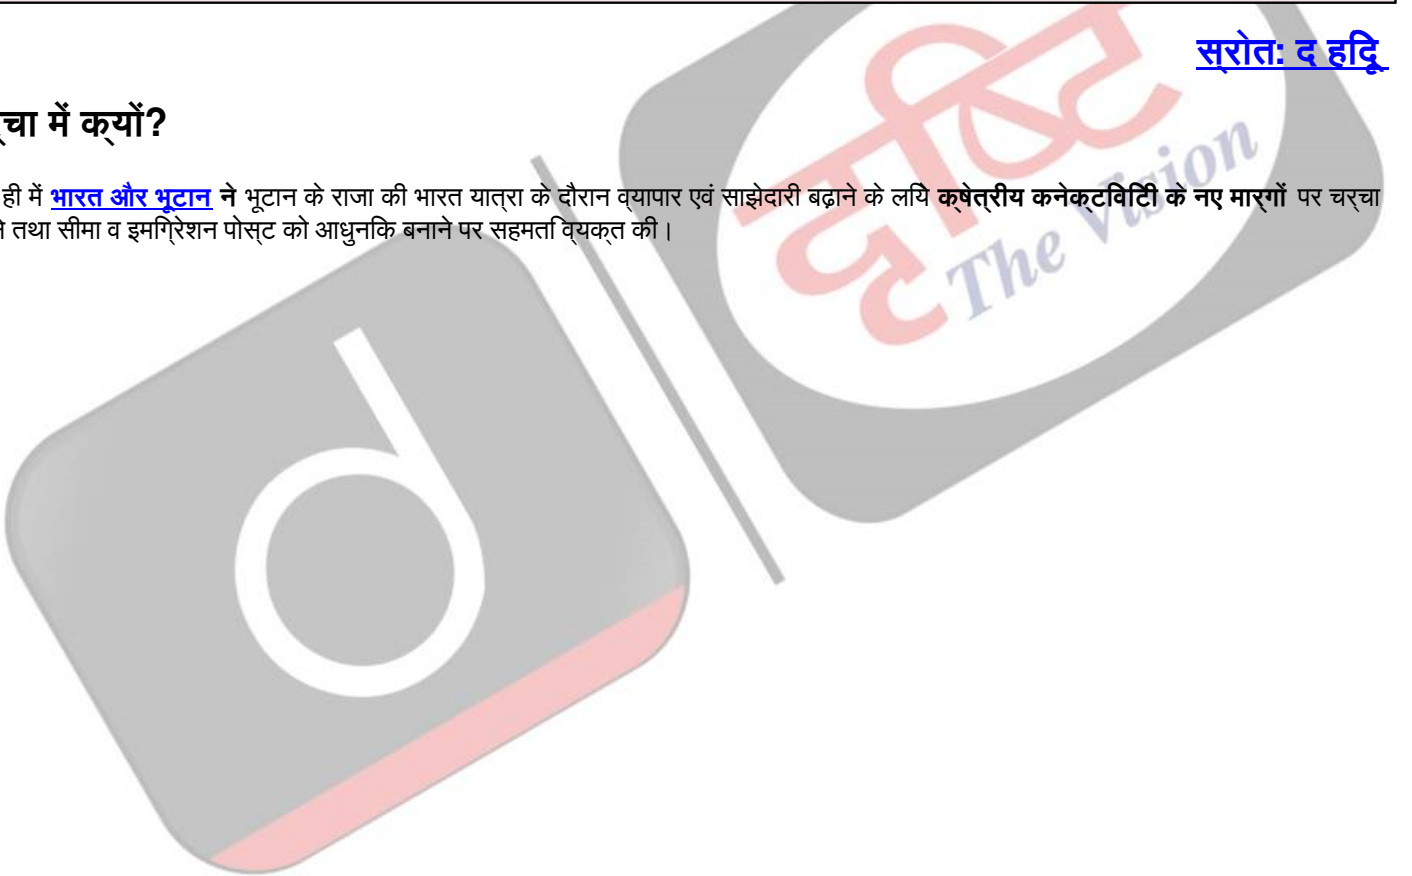 स्रोत: द हिंदू
चर्चा में क्यों?
ही में भारत और भूटान ने भूटान के राजा की भारत यात्रा के दौरान व्यापार एवं साझेदारी बढ़ाने के लिये क्षेत्रीय कनेक्टिविटी के नए मार्गों पर चर्चा
तथा सीमा व इमिग्रेशन पोस्ट को आधुनिक बनाने पर सहमति व्यक्त की।
दृष्टि
The Vision
d